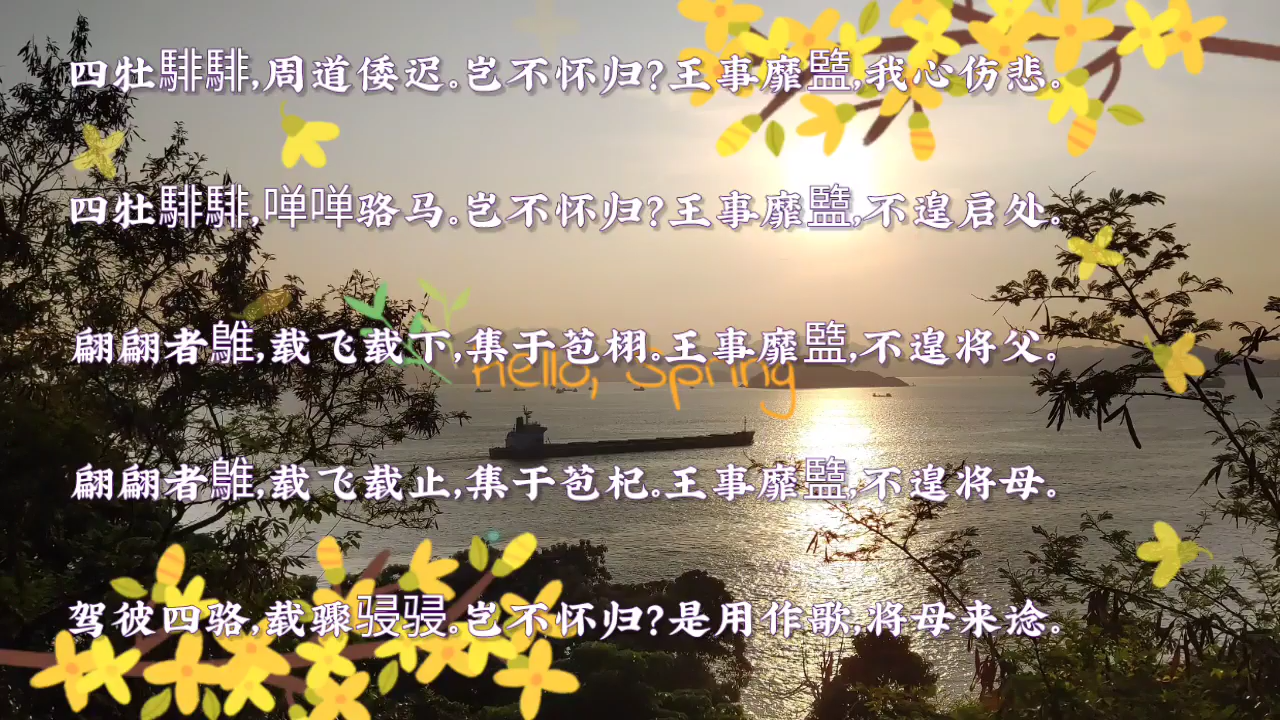 四牡騑騑,周道倭迟。岂不怀归?王事靡盬,我心伤悲。
四牡騑騑,啴啴骆马。岂不怀归?王事靡盬,不遑启处。
翩翩者鵻,载飞载下,集于苞栩。王事靡盬,不遑将父。
hello, Spring
翩翩者鵻,载飞载止,集于苞杞。王事靡盬,不遑将母。
驾彼四骆,载骤骎骎。岂不怀归?是用作歌,将母来谂。